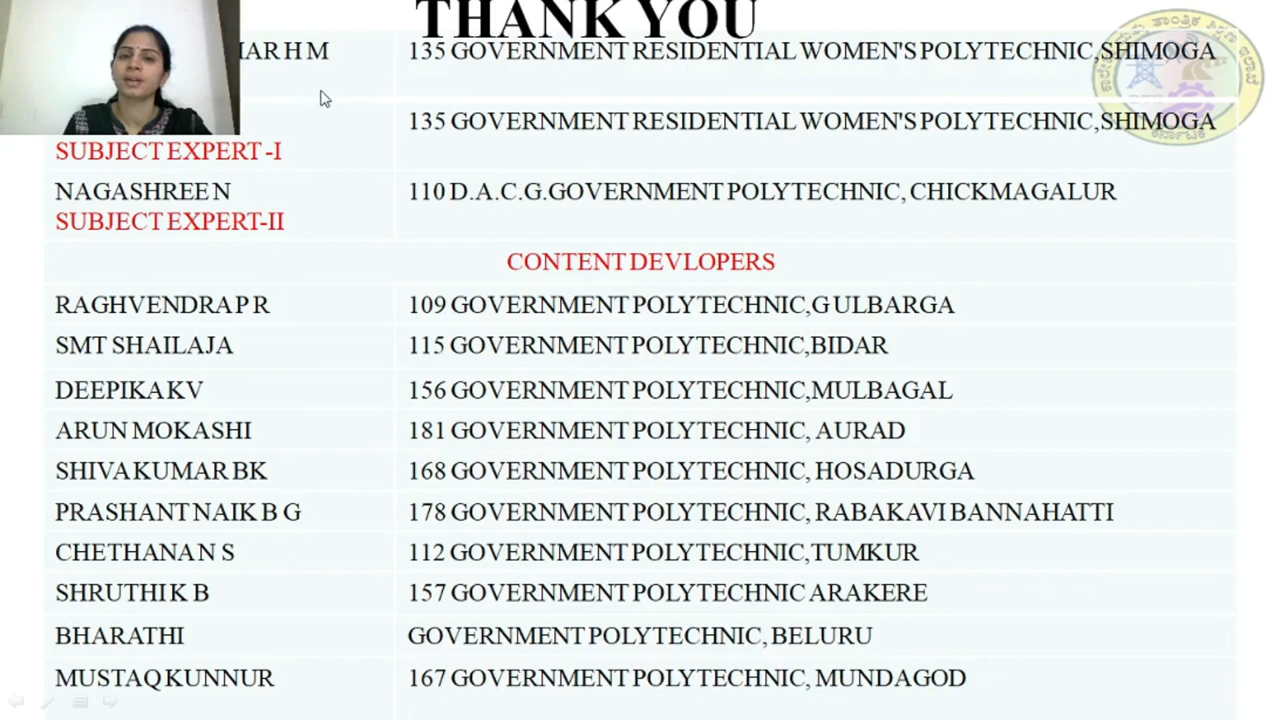 THANK YOU
AR H M 135 GOVERNMENT RESIDENTIAL WOMEN'S POLYTECHNIC,SHIMOGA
135 GOVERNMENT RESIDENTIAL WOMEN'S POLYTECHNIC,SHIMOGA
SUBJECT EXPERT -I
NAGASHREE N 110 D.A.C.G.GOVERNMENT POLYTECHNIC, CHICKMAGALUR
SUBJECT EXPERT-II
CONTENT DEVLOPERS
RAGHVENDRA P R 109 GOVERNMENT POLYTECHNIC,G ULBARGA
SMT SHAILAJA 115 GOVERNMENT POLYTECHNIC,BIDAR
DEEPIKA KV 156 GOVERNMENT POLYTECHNIC,MULBAGAL
ARUN MOKASHI 181 GOVERNMENT POLYTECHNIC, AURAD
SHIVA KUMAR BK 168 GOVERNMENT POLYTECHNIC, HOSADURGA
PRASHANT NAIK B G 178 GOVERNMENT POLYTECHNIC, RABAKAVI BANNAHATTI
CHETHANA N S 112 GOVERNMENT POLYTECHNIC,TUMKUR
SHRUTHI K B 157 GOVERNMENT POLYTECHNIC ARAKERE
BHARATHI GOVERNMENT POLYTECHNIC, BELURU
MUSTAQ KUNNUR 167 GOVERNMENT POLYTECHNIC, MUNDAGOD